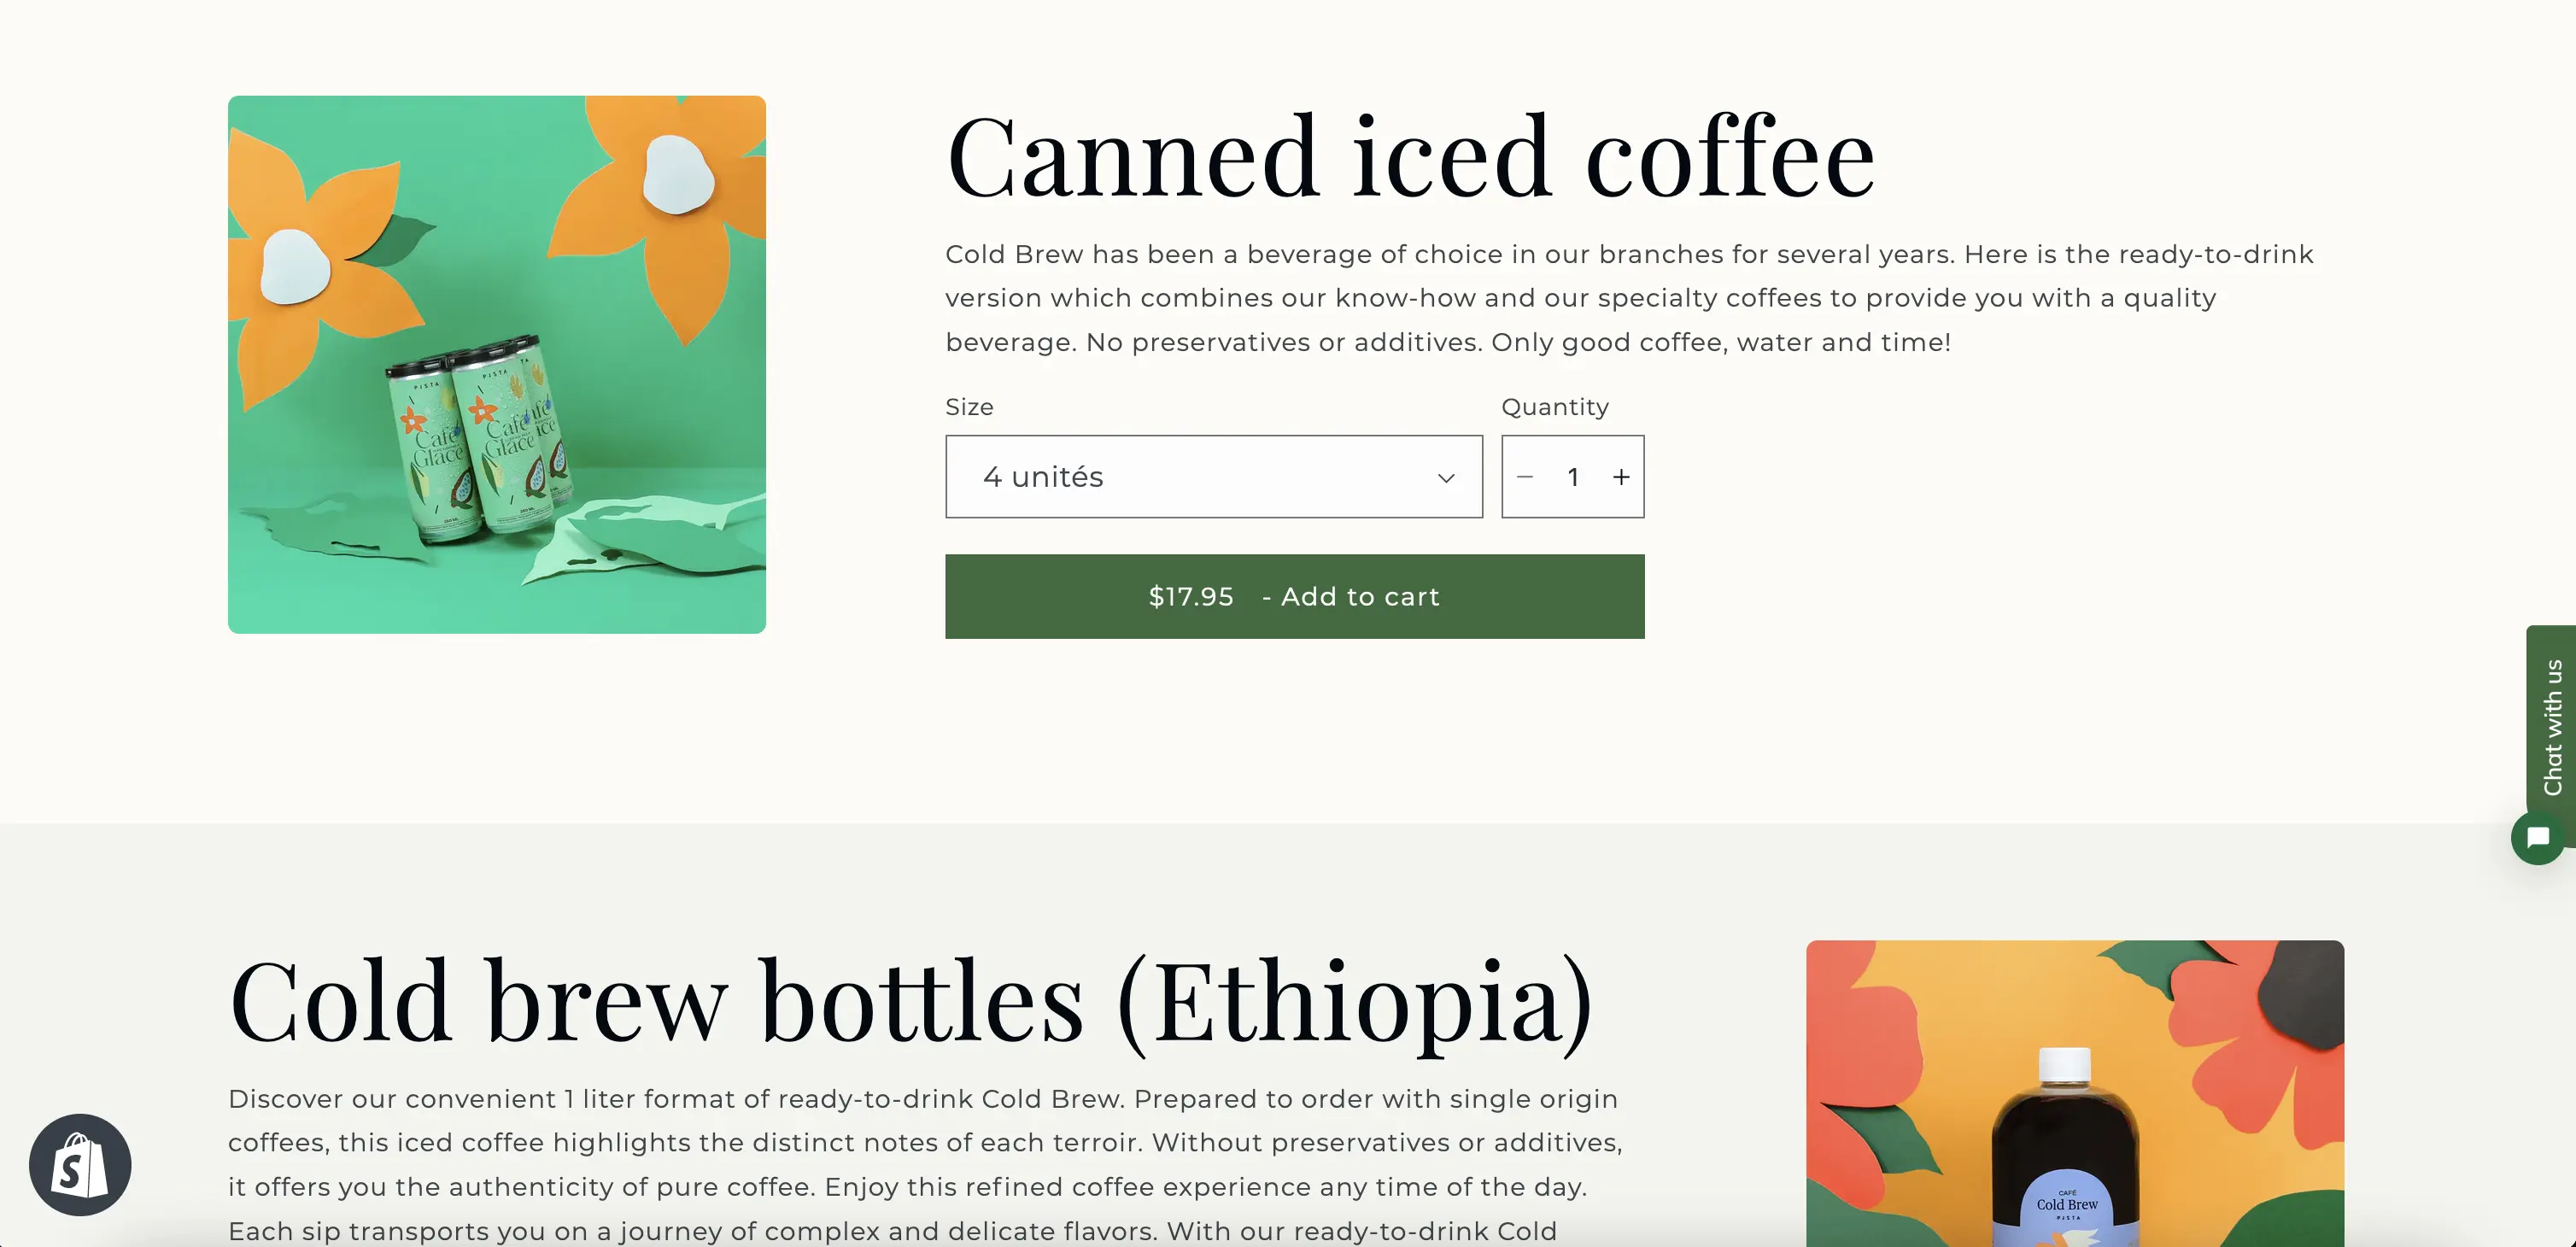 Canned iced coffee
Cold Brew has been a beverage of choice in our branches for several years. Here is the ready-to-drink
version which combines our know-how and our specialty coffees to provide you with a quality
beverage. No preservatives or additives. Only good coffee, water and time!
Size
Quantity
4 unités
1
$17.95 - Add to cart
PISTA
Café
Glacé
PISTA
Café
Glacé
Chat with us
Cold brew bottles (Ethiopia)
Discover our convenient 1 liter format of ready-to-drink Cold Brew. Prepared to order with single origin
coffees, this iced coffee highlights the distinct notes of each terroir. Without preservatives or additives,
it offers you the authenticity of pure coffee. Enjoy this refined coffee experience any time of the day.
Each sip transports you on a journey of complex and delicate flavors. With our ready-to-drink Cold
CAFÉ
Cold Brew
PISTA